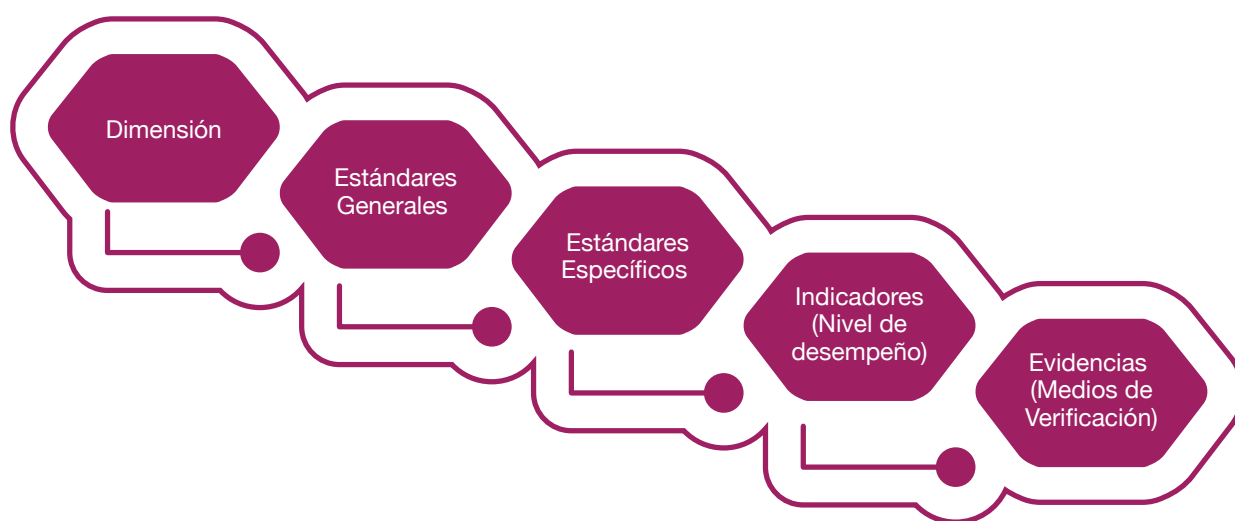 Dimensión
Estándares
Generales
Estándares
Específicos
Indicadores
(Nivel de
desempeño)
Evidencias
(Medios de
Verificación)